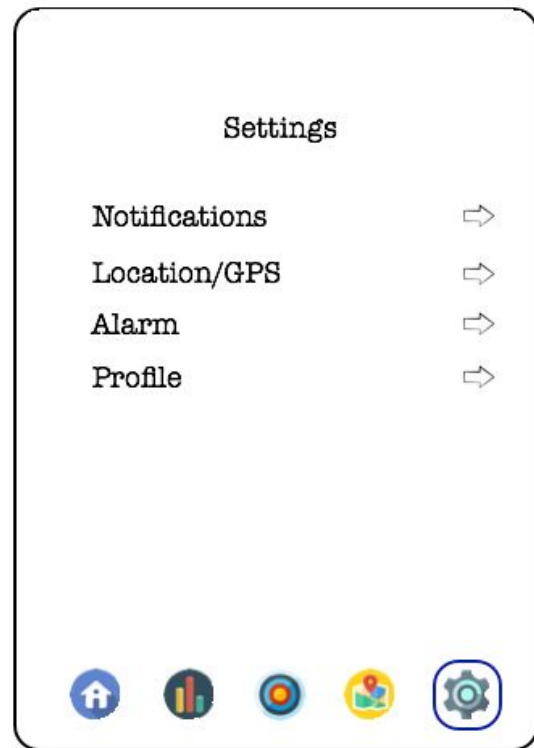 Settings
Notifications
Location/GPS
Alarm
Profile